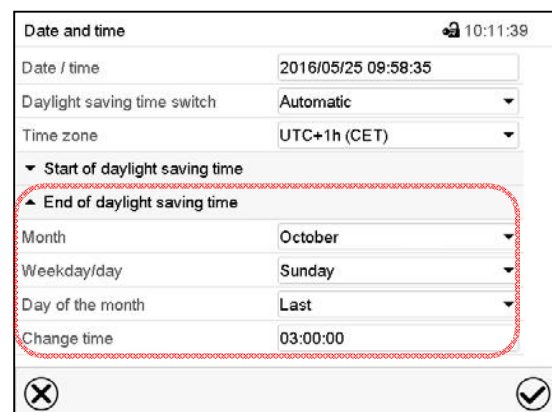 Date and time 10:11:39
Date / time 2016/05/25 09:58:35
Daylight saving time switch Automatic
Time zone UTC+1h (CET)
Start of daylight saving time
End of daylight saving time
Month October
Weekday/day Sunday
Day of the month Last
Change time 03:00:00